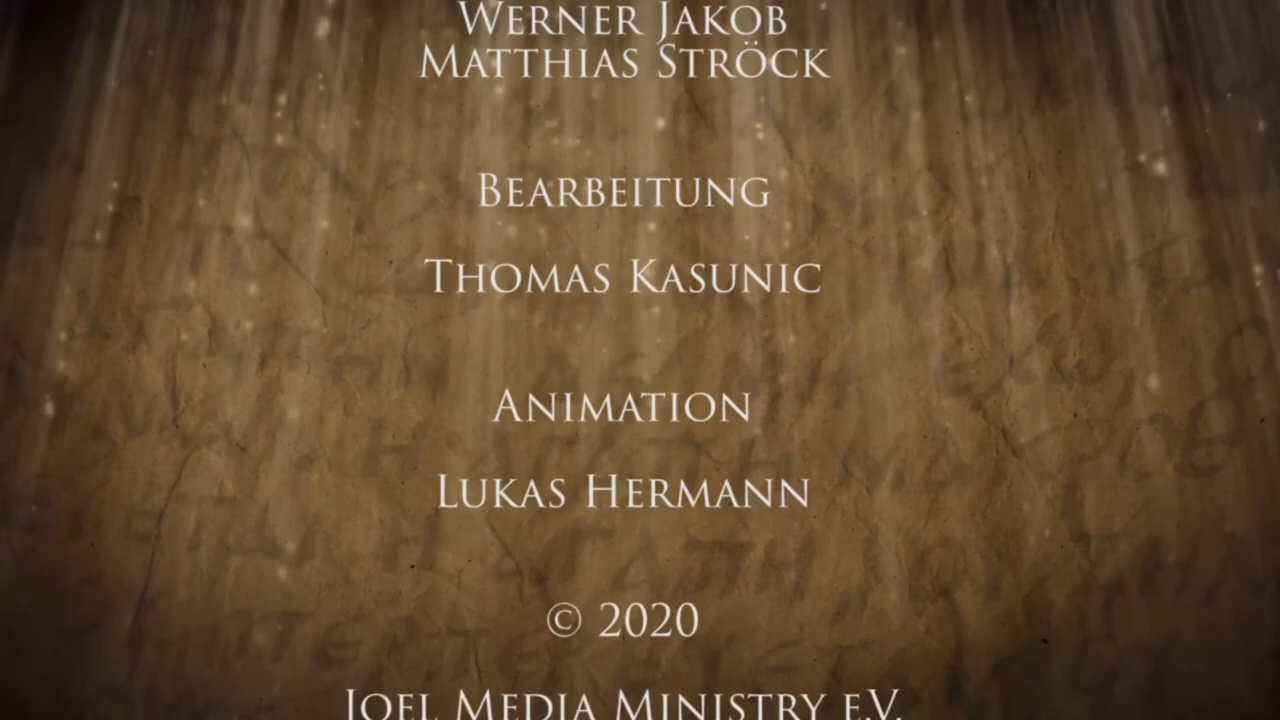 Werner Jakob
Matthias Ströck
Bearbeitung
Thomas Kasunic
Animation
Lukas Hermann
© 2020
Joel Media Ministry e.V.